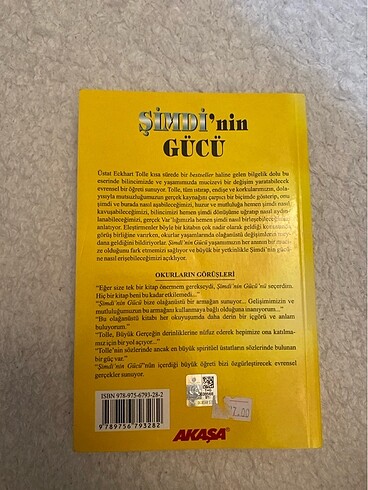 ŞİMDİ'nin
GÜCÜ
Üstat Eckhart Tolle kısa sürede bir bestseller haline gelen bilgelik dolu bu
eserinde bilincimizde ve yaşamımızda mucizevi bir değişim yaratabilecek
evrensel bir öğreti sunuyor. Tolle, tüm ıstırap, endişe ve korkularımızın, dola-
yısıyla mutsuzluğumuzun gerçek kaynağını çarpıcı bir biçimde gösterip, onu
şimdi ve burada nasıl aşabileceğimizi, huzur ve mutluluğa hemen şimdi nasıl
kavuşabileceğimizi, bilincimizi hemen şimdi dönüşüme uğratıp nasıl aydın-
lanabileceğimizi, gerçek Var'lığımızla hemen şimdi nasıl birleşebileceğimizi
anlatıyor. Eleştirmenler böyle bir kitabın çok nadir olarak geldiği konusunda
görüş birliğine varırken, okurlar yaşamlarında olağanüstü değişimlerin mey-
dana geldiğini bildiriyorlar. Şimdi'nin Gücü yaşamımızın her anının bir muci-
ze olduğunu fark etmemizi sağlıyor ve büyük bir yetkinlikle Şimdi'nin gücü-
ne nasıl erişebileceğimizi açıklıyor.
OKURLARIN GÖRÜŞLERİ
"Eğer size tek bir kitap önermem gerekseydi, Şimdi'nin Gücü'nü seçerdim.
Hiç bir kitap beni bu kadar etkilemedi..."
"Şimdi'nin Gücü bize olağanüstü bir armağan sunuyor... Gelişimimizin ve
mutluluğumuzun bu armağanı kullanmaya bağlı olduğuna inanıyorum..."
"Bu olağanüstü kitabı her okuyuşumda daha derin bir içgörü ve anlam
buluyorum."
"Tolle, Büyük Gerçeğin derinliklerine nüfuz ederek hepimize ona katılma-
mız için bir yol açıyor..."
"Tolle'nin sözlerinde ancak en büyük spiritüel üstatların sözlerinde bulunan
bir güç var."
"Şimdi'nin Gücü'nün içerdiği büyük öğreti bizi özgürleştirecek evrensel
gerçekler sunuyor.
ISBN 978-975-6793-28-2
9 789756 793282
AKAŞA